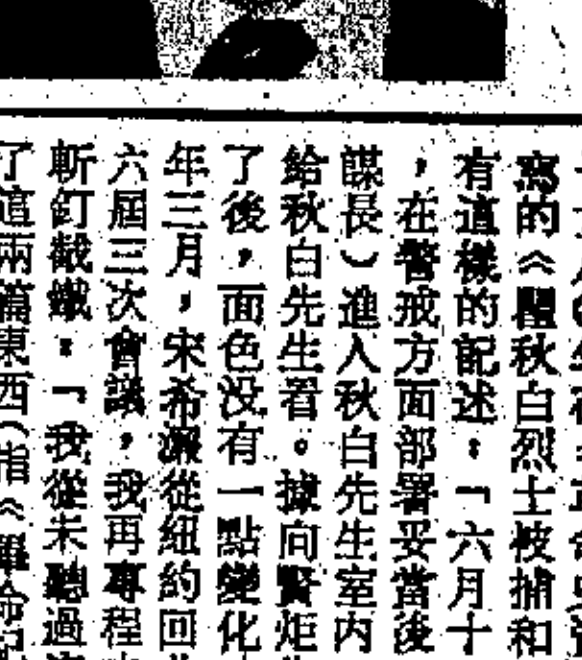 寫的《瞿秋白烈士被捕和
有這樣的記述：「六月十
，在警戒方面部署妥當後
謀長）進入秋白先生室內
給秋白先生看。據向賢炬
了後，面色没有一點變化
年三月，宋希濂從紐約回
六屆三次會議，我再專程
斬釘截鐵：「我從未聽過
了這兩篇東西（指《畢命